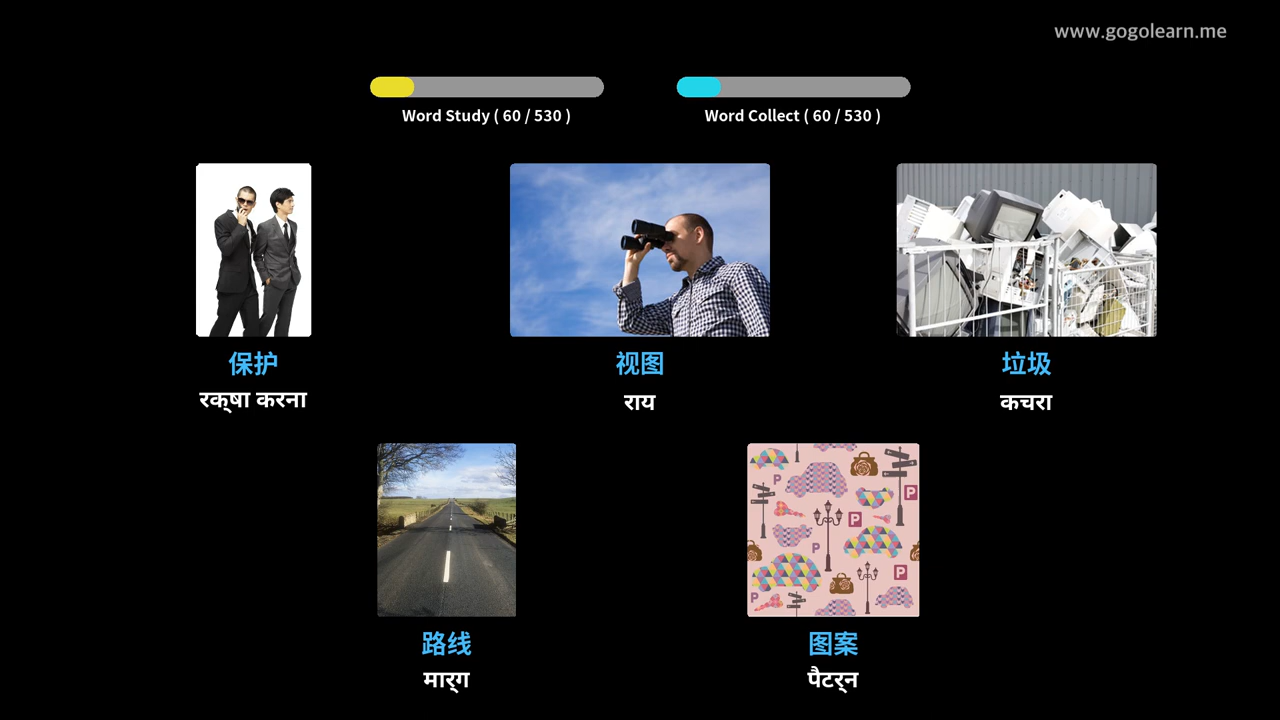 www.gogolearn.me
Word Study ( 60 / 530 )
Word Collect ( 60 / 530 )
保护
रक्षा करना
视图
राय
垃圾
कचरा
路线
मार्ग
图案
पैटर्न
P
P
P
P
P
P